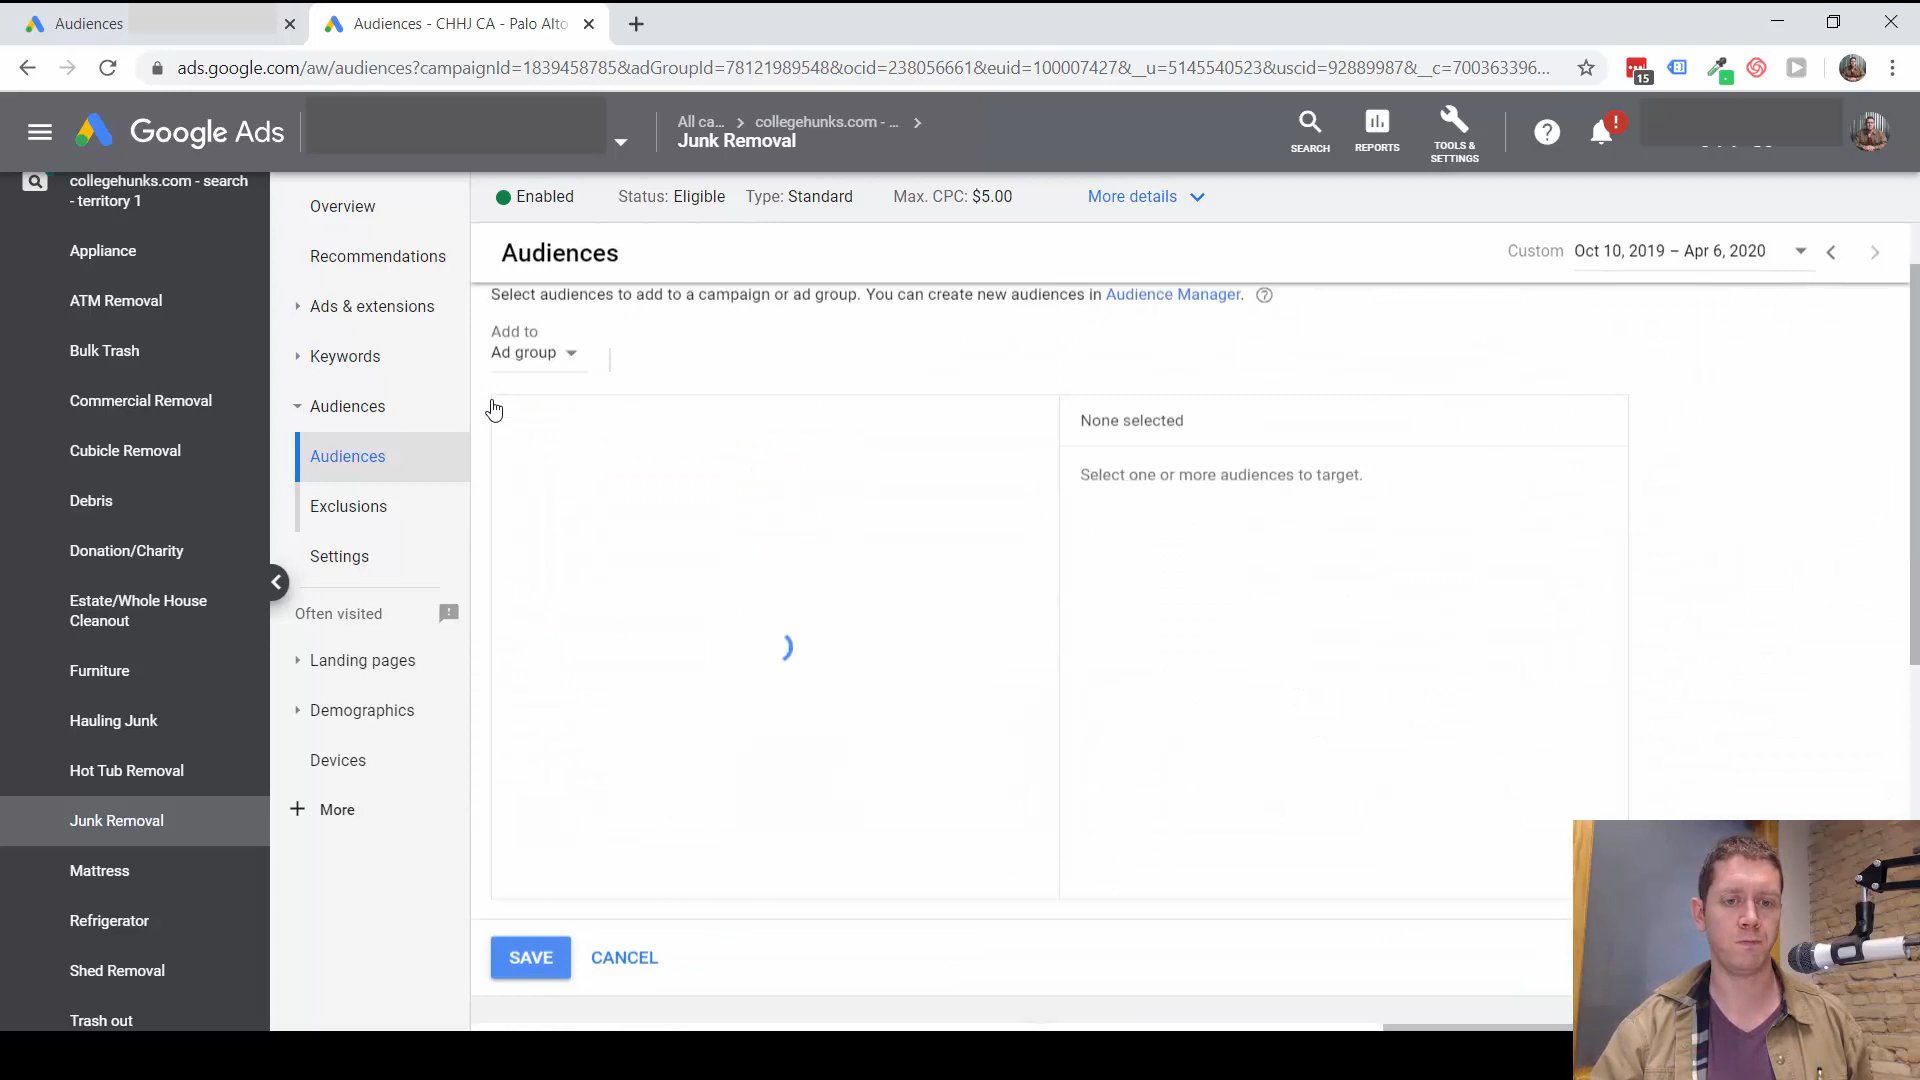 Audiences
Audiences - CHHJ CA - Palo Alto
ads.google.com/aw/audiences?campaignId=1839458785&adGroupId=78121989548&ocid=238056661&euid=100007427&__u=5145540523&uscid=92889987&__c=700363396...
15
Google Ads
All ca... > collegehunks.com - ... >
Junk Removal
SEARCH
REPORTS
TOOLS &
SETTINGS
?
!
collegehunks.com - search
- territory 1
Appliance
ATM Removal
Bulk Trash
Commercial Removal
Cubicle Removal
Debris
Donation/Charity
Estate/Whole House
Cleanout
Furniture
Hauling Junk
Hot Tub Removal
Junk Removal
Mattress
Refrigerator
Shed Removal
Trash out
Overview
Recommendations
Ads & extensions
Keywords
Audiences
Audiences
Exclusions
Settings
Often visited
Landing pages
Demographics
Devices
+ More
Enabled
Status: Eligible
Type: Standard
Max. CPC: $5.00
More details
Audiences
Custom
Oct 10, 2019 – Apr 6, 2020
Select audiences to add to a campaign or ad group. You can create new audiences in Audience Manager. ?
Add to
Ad group
None selected
Select one or more audiences to target.
SAVE
CANCEL